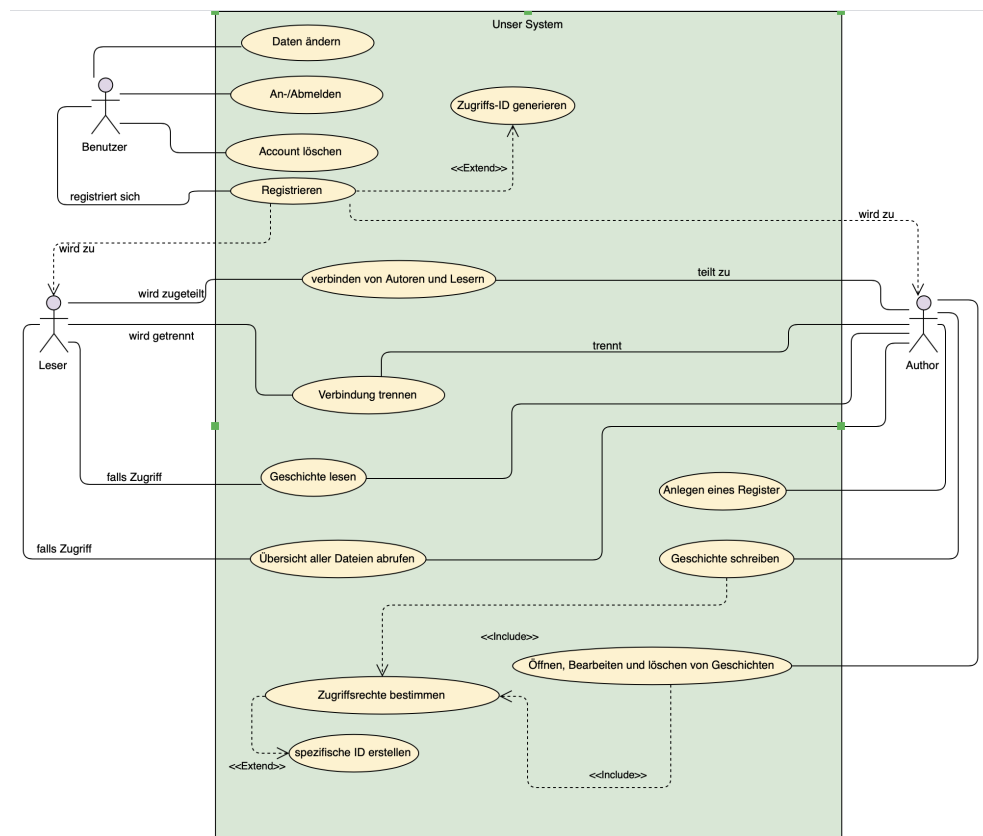 Unser System
Daten ändern
An-/Abmelden
Zugriffs-ID generieren
Benutzer
Account löschen
<<Extend>>
Registrieren
registriert sich
wird zu
wird zu
verbinden von Autoren und Lesern
teilt zu
wird zugeteilt
wird getrennt
trennt
Leser
Author
Verbindung trennen
falls Zugriff
Geschichte lesen
Anlegen eines Register
falls Zugriff
Übersicht aller Dateien abrufen
Geschichte schreiben
<<Include>>
Öffnen, Bearbeiten und löschen von Geschichten
Zugriffsrechte bestimmen
spezifische ID erstellen
<<Extend>>
<<Include>>